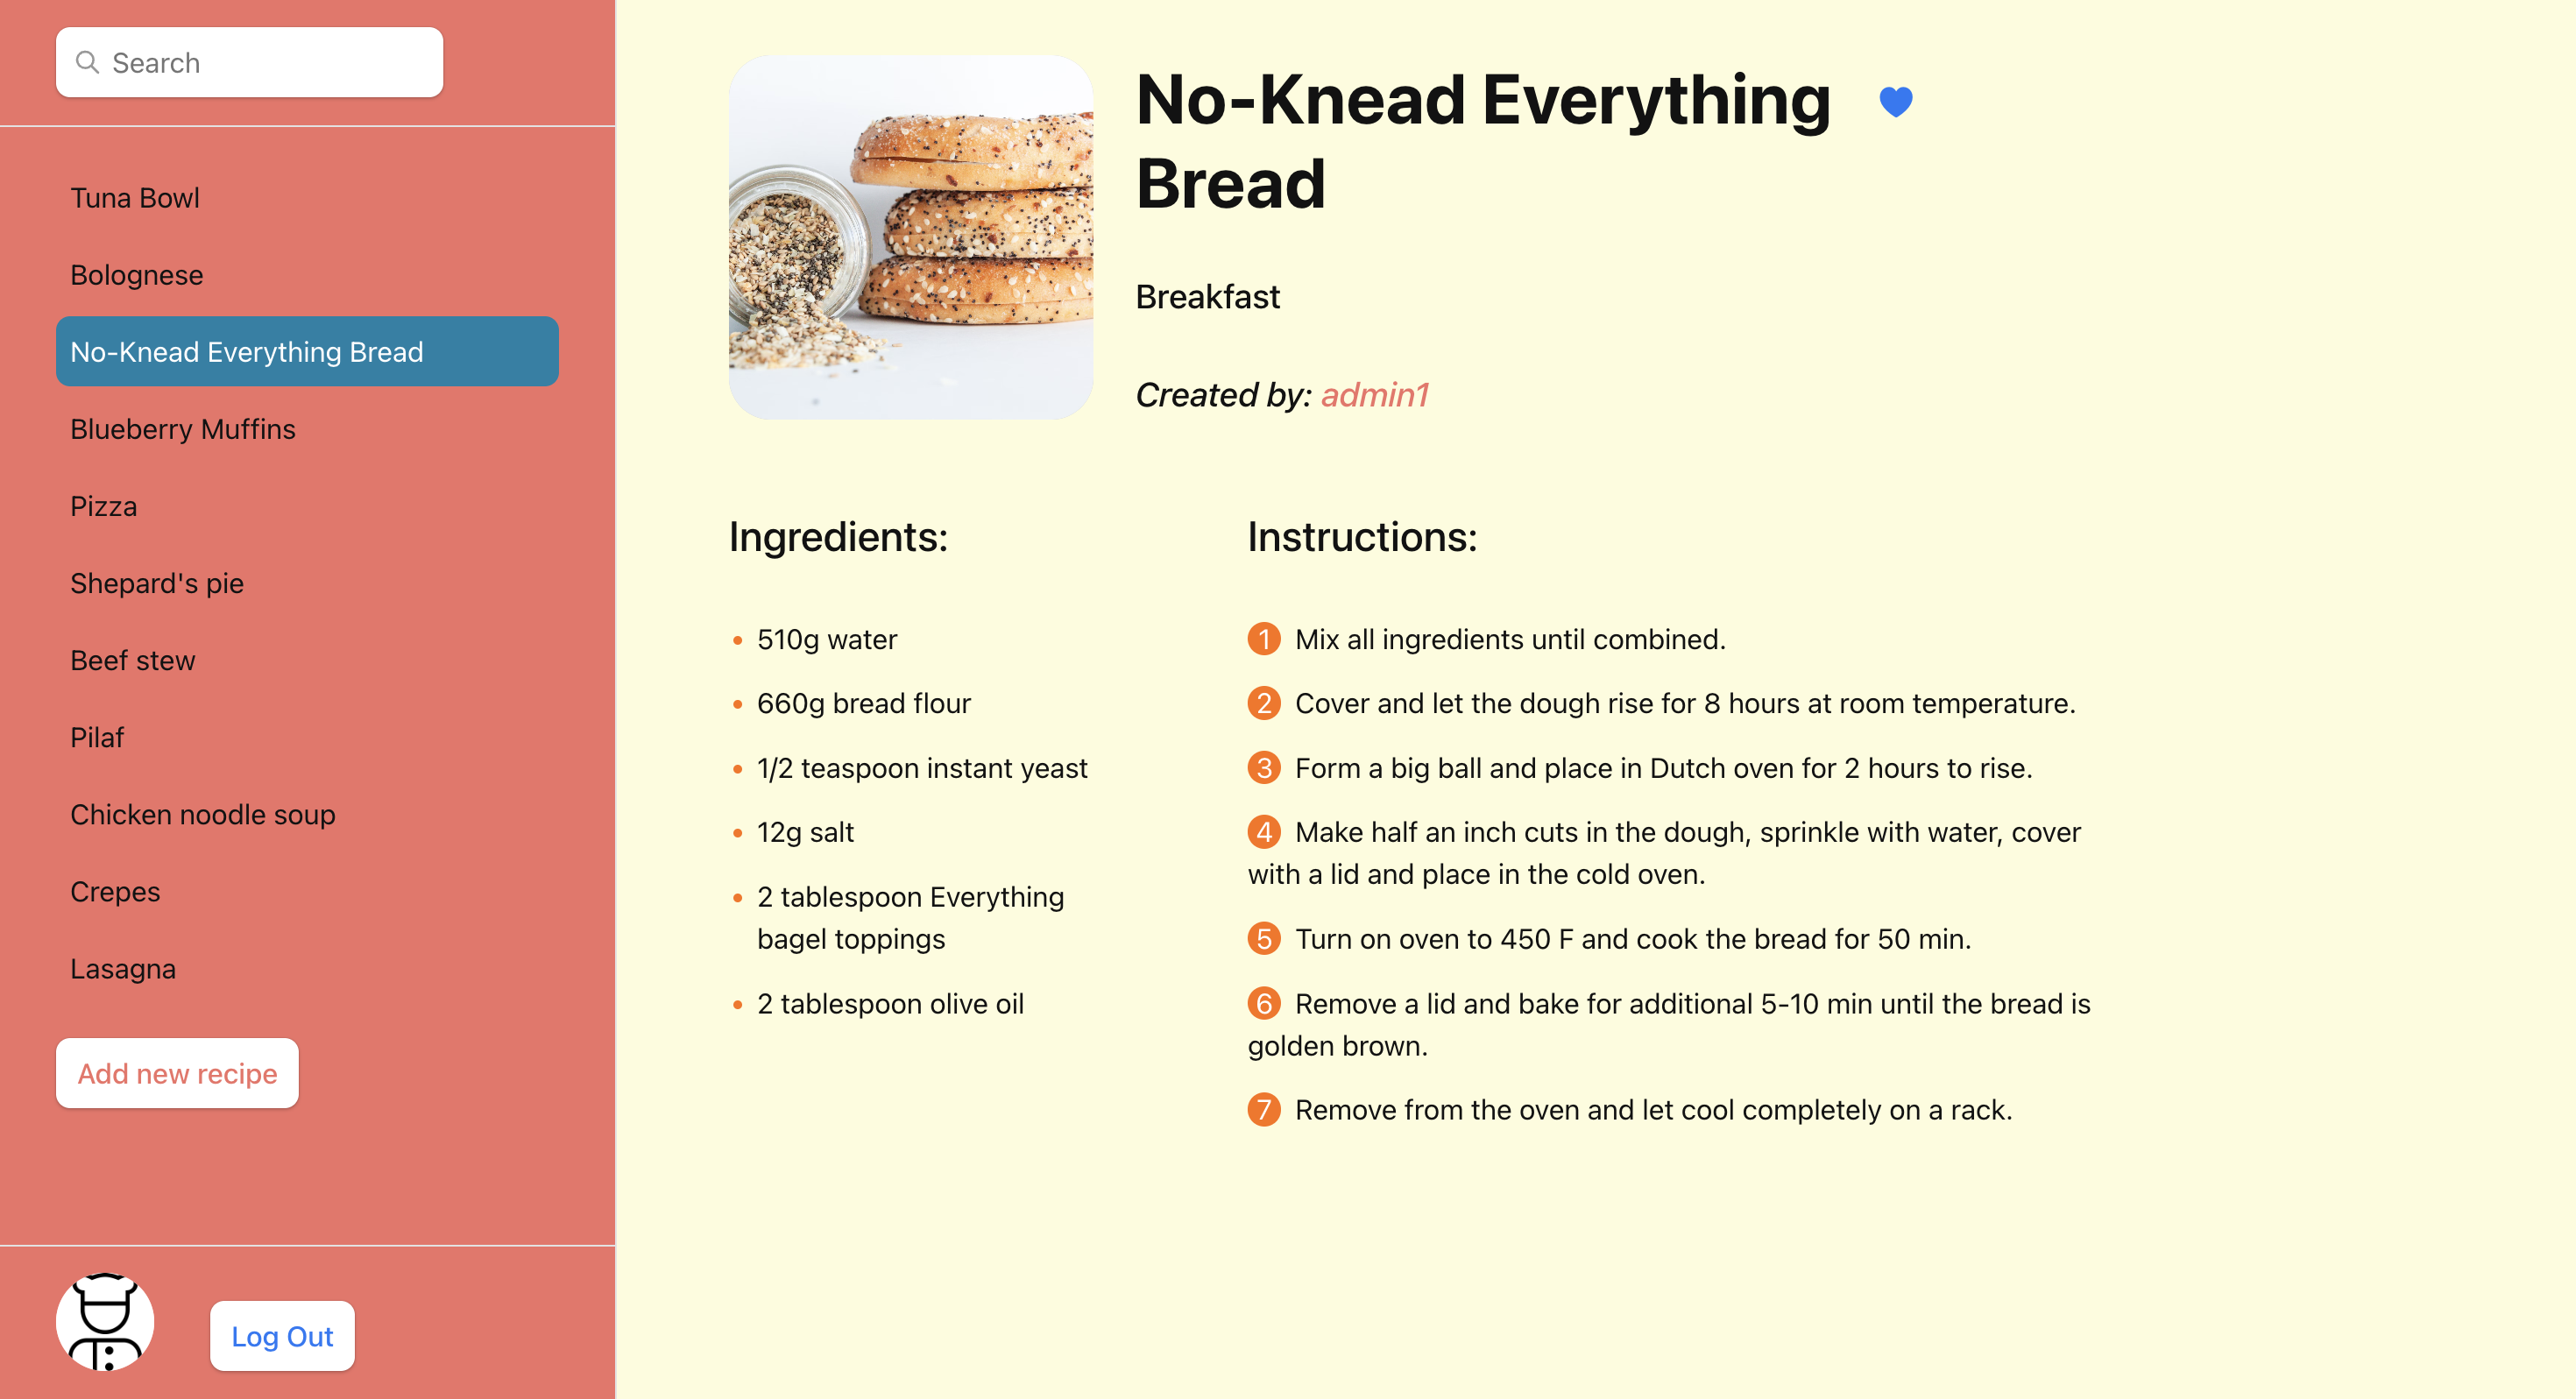 Search
Tuna Bowl
Bolognese
No-Knead Everything Bread
Blueberry Muffins
Pizza
Shepard's pie
Beef stew
Pilaf
Chicken noodle soup
Crepes
Lasagna
Add new recipe
Log Out
No-Knead Everything
Bread
Breakfast
Created by: admin1
Ingredients:
• 510g water
• 660g bread flour
• 1/2 teaspoon instant yeast
• 12g salt
• 2 tablespoon Everything
bagel toppings
• 2 tablespoon olive oil
Instructions:
1 Mix all ingredients until combined.
2 Cover and let the dough rise for 8 hours at room temperature.
3 Form a big ball and place in Dutch oven for 2 hours to rise.
4 Make half an inch cuts in the dough, sprinkle with water, cover
with a lid and place in the cold oven.
5 Turn on oven to 450 F and cook the bread for 50 min.
6 Remove a lid and bake for additional 5-10 min until the bread is
golden brown.
7 Remove from the oven and let cool completely on a rack.